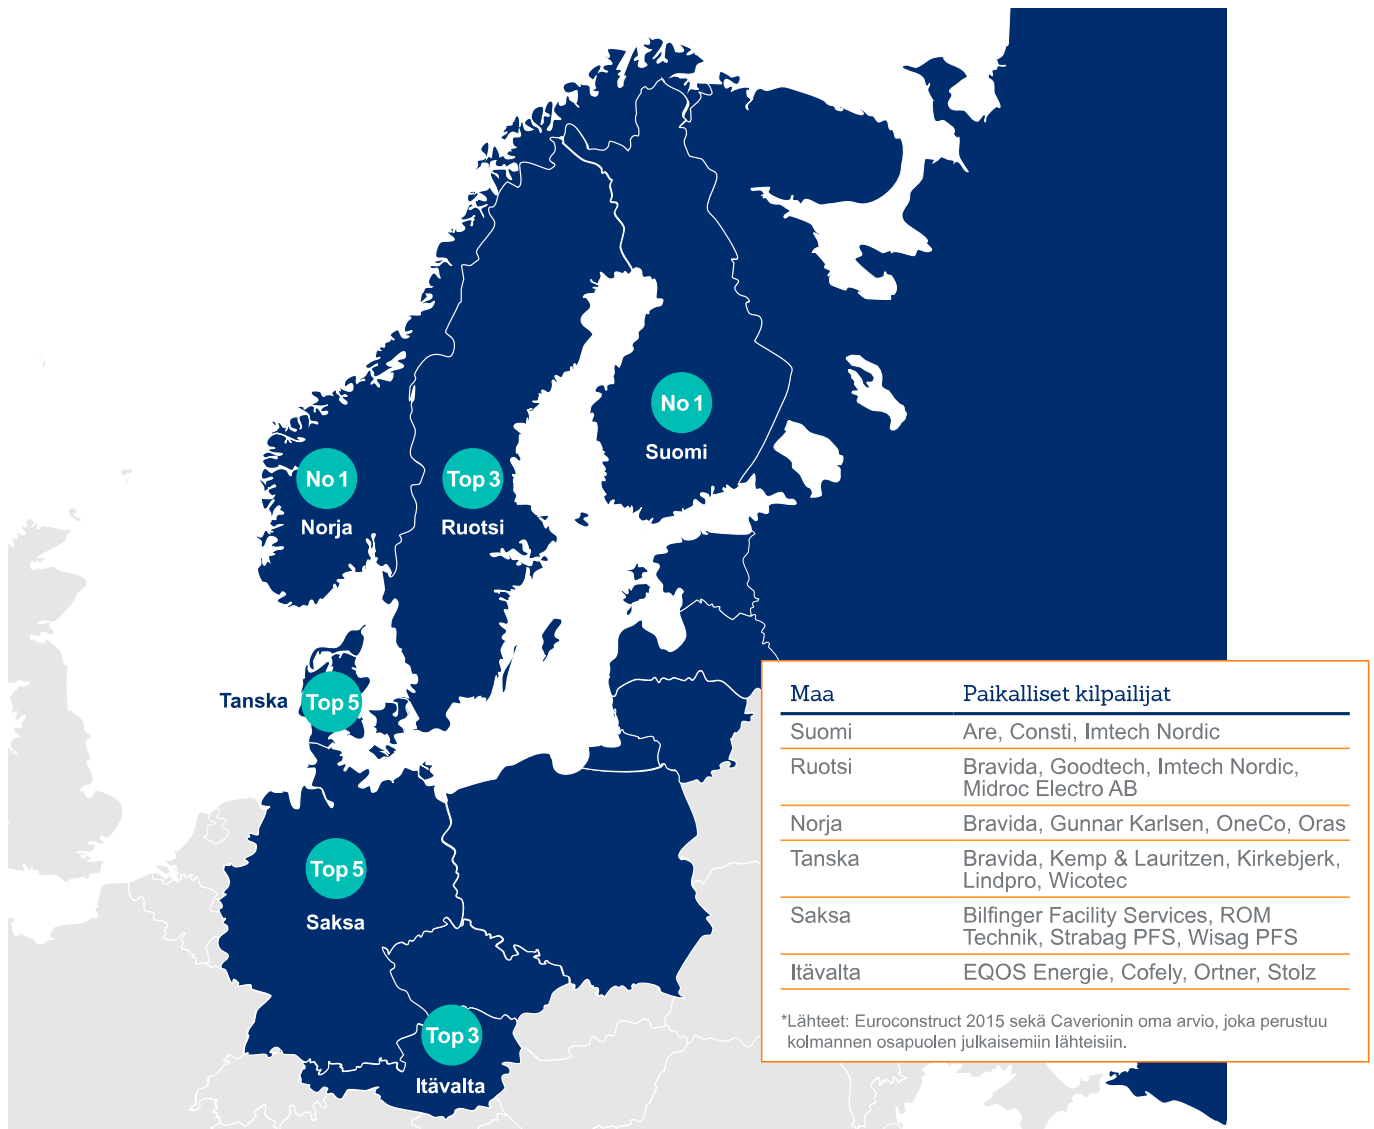 No 1
Suomi
No 1
Norja
Top 3
Ruotsi
Tanska
Top 5
Top 5
Saksa
Top 3
Itävalta
Maa Paikalliset kilpailijat
Suomi Are, Consti, Imtech Nordic
Ruotsi Bravida, Goodtech, Imtech Nordic,
Midroc Electro AB
Norja Bravida, Gunnar Karlsen, OneCo, Oras
Tanska Bravida, Kemp & Lauritzen, Kirkebjerk,
Lindpro, Wicotec
Saksa Bilfinger Facility Services, ROM
Technik, Strabag PFS, Wisag PFS
Itävalta EQOS Energie, Cofely, Ortner, Stolz
*Lähteet: Euroconstruct 2015 sekä Caverionin oma arvio, joka perustuu
kolmannen osapuolen julkaisemiin lähteisiin.